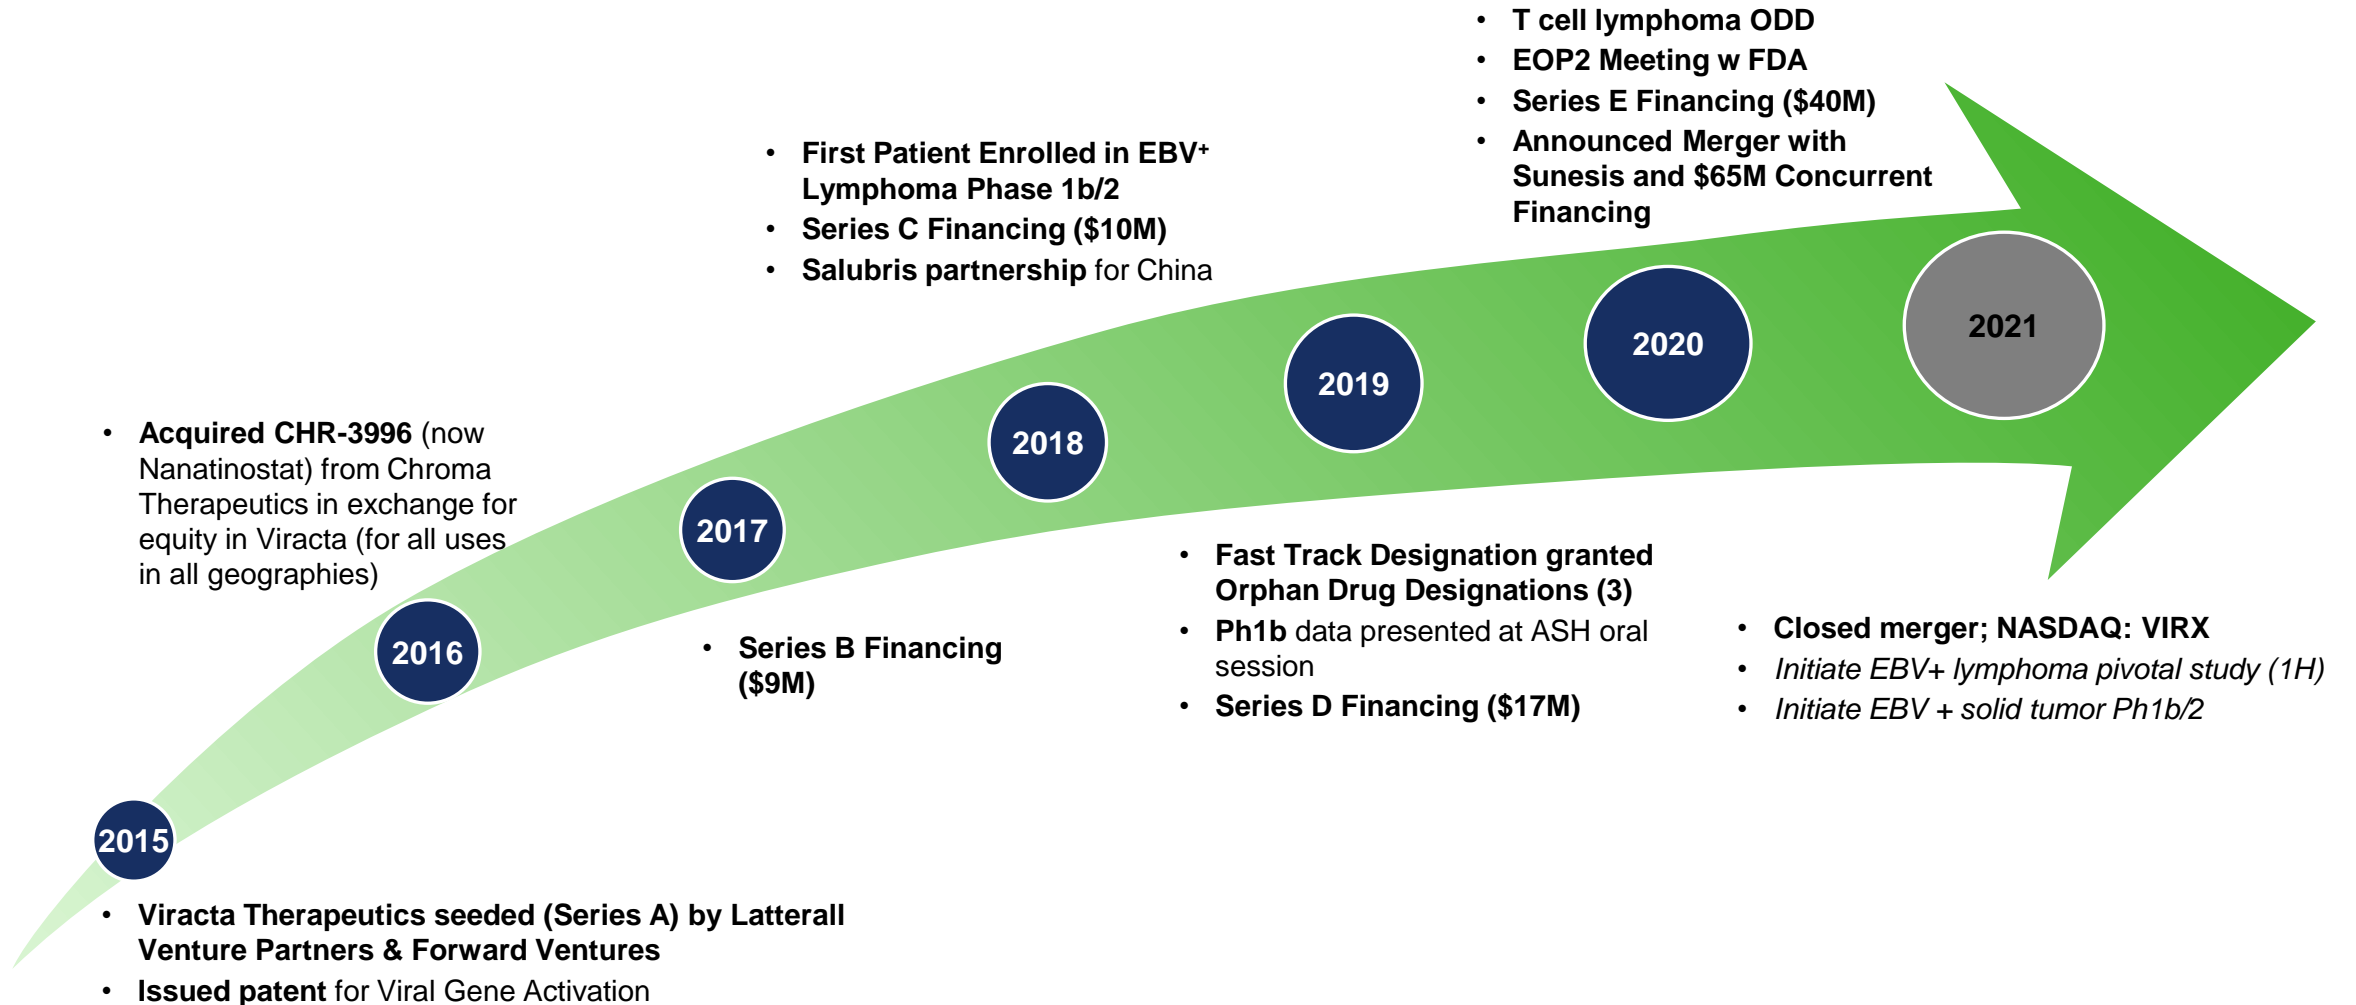 • T cell lymphoma ODD
• EOP2 Meeting w FDA
• Series E Financing ($40M)
• Announced Merger with
Sunesis and $65M Concurrent
Financing
• First Patient Enrolled in EBV⁺
Lymphoma Phase 1b/2
• Series C Financing ($10M)
• Salubris partnership for China
• Acquired CHR-3996 (now
Nanatinostat) from Chroma
Therapeutics in exchange for
equity in Viracta (for all uses
in all geographies)
2015
2016
2017
2018
2019
2020
2021
• Fast Track Designation granted
Orphan Drug Designations (3)
• Ph1b data presented at ASH oral
session
• Series D Financing ($17M)
• Closed merger; NASDAQ: VIRX
• Initiate EBV+ lymphoma pivotal study (1H)
• Initiate EBV + solid tumor Ph1b/2
• Series B Financing
($9M)
• Viracta Therapeutics seeded (Series A) by Latterall
Venture Partners & Forward Ventures
• Issued patent for Viral Gene Activation